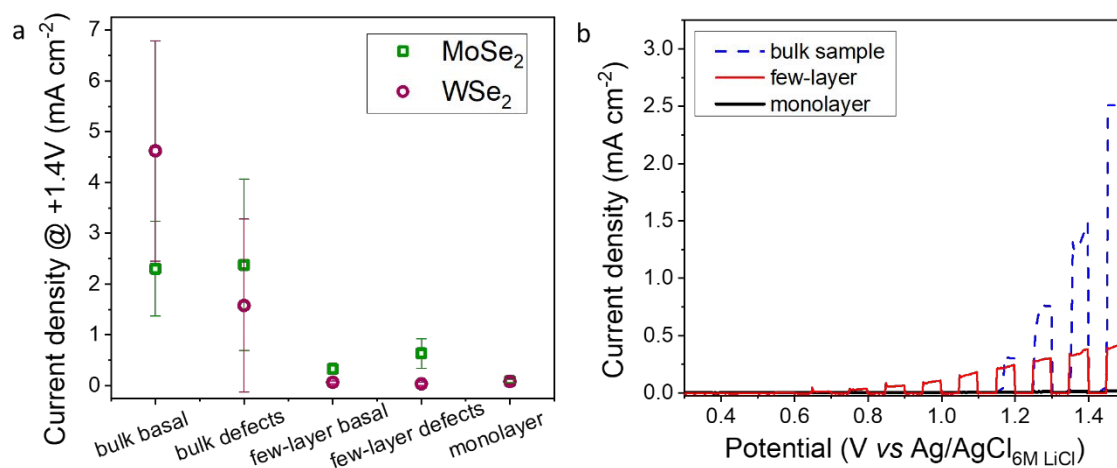 a
Current density @ +1.4V (mA cm-2)
7
6
5
4
3
2
1
0
MoSe2
WSe2
bulk basal
bulk defects
few-layer basal
few-layer defects
monolayer
b
Current density (mA cm-2)
3.0
2.5
2.0
1.5
1.0
0.5
0.0
bulk sample
few-layer
monolayer
0.4 0.6 0.8 1.0 1.2 1.4
Potential (V vs Ag/AgCl6M LiCl)